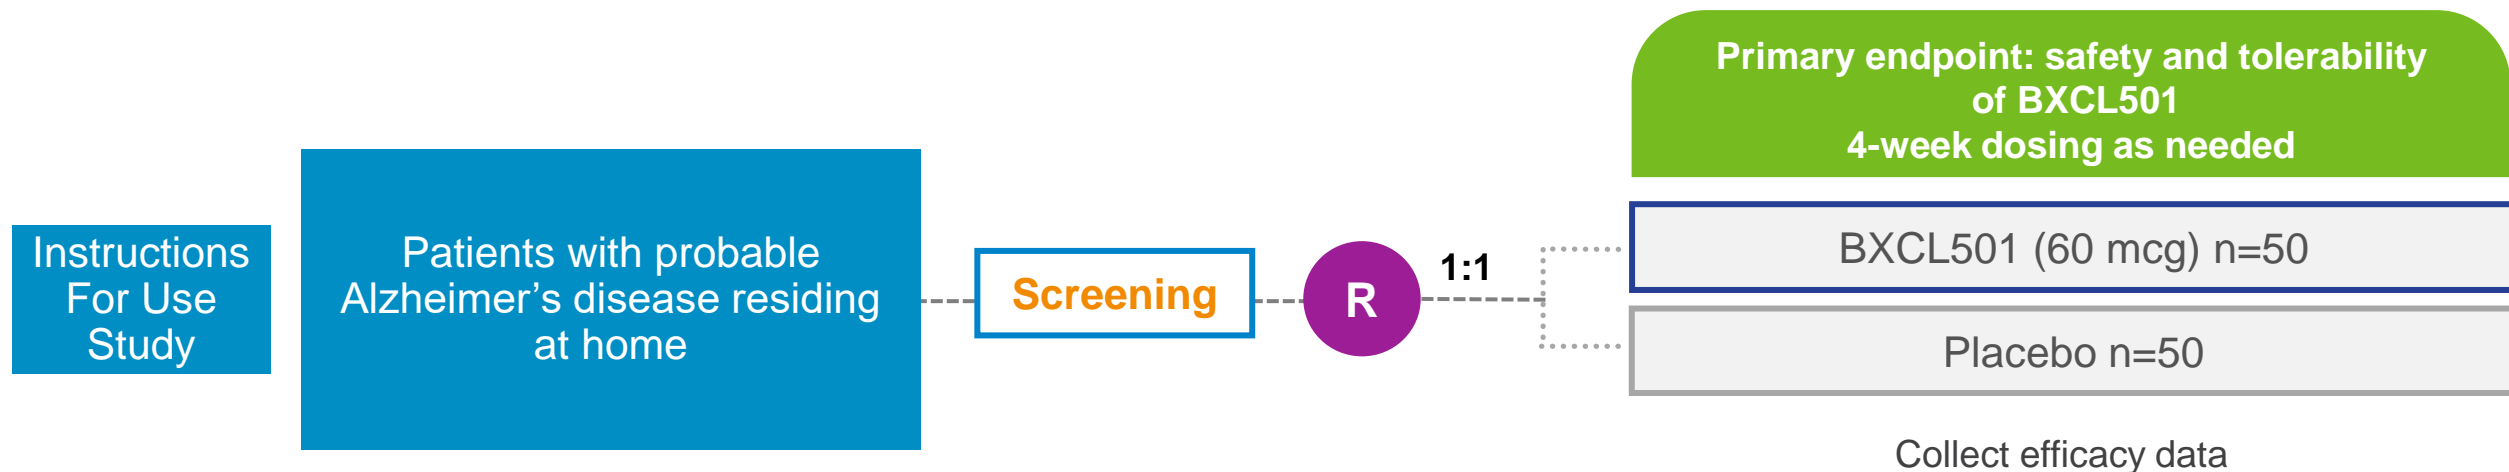 Instructions
For Use
Study
Patients with probable
Alzheimer’s disease residing
at home
Screening
R
1:1
Primary endpoint: safety and tolerability
of BXCL501
4-week dosing as needed
BXCL501 (60 mcg) n=50
Placebo n=50
Collect efficacy data